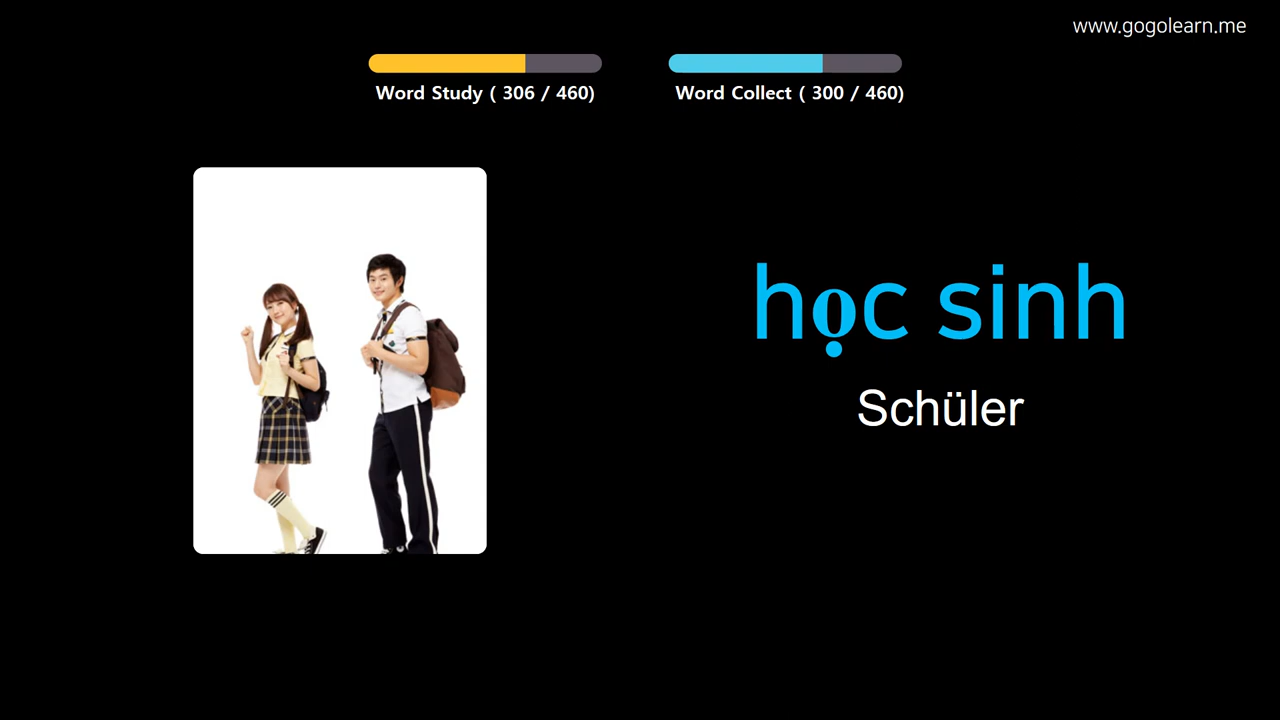 www.gogolearn.me
Word Study ( 306 / 460)
Word Collect ( 300 / 460)
học sinh
Schüler